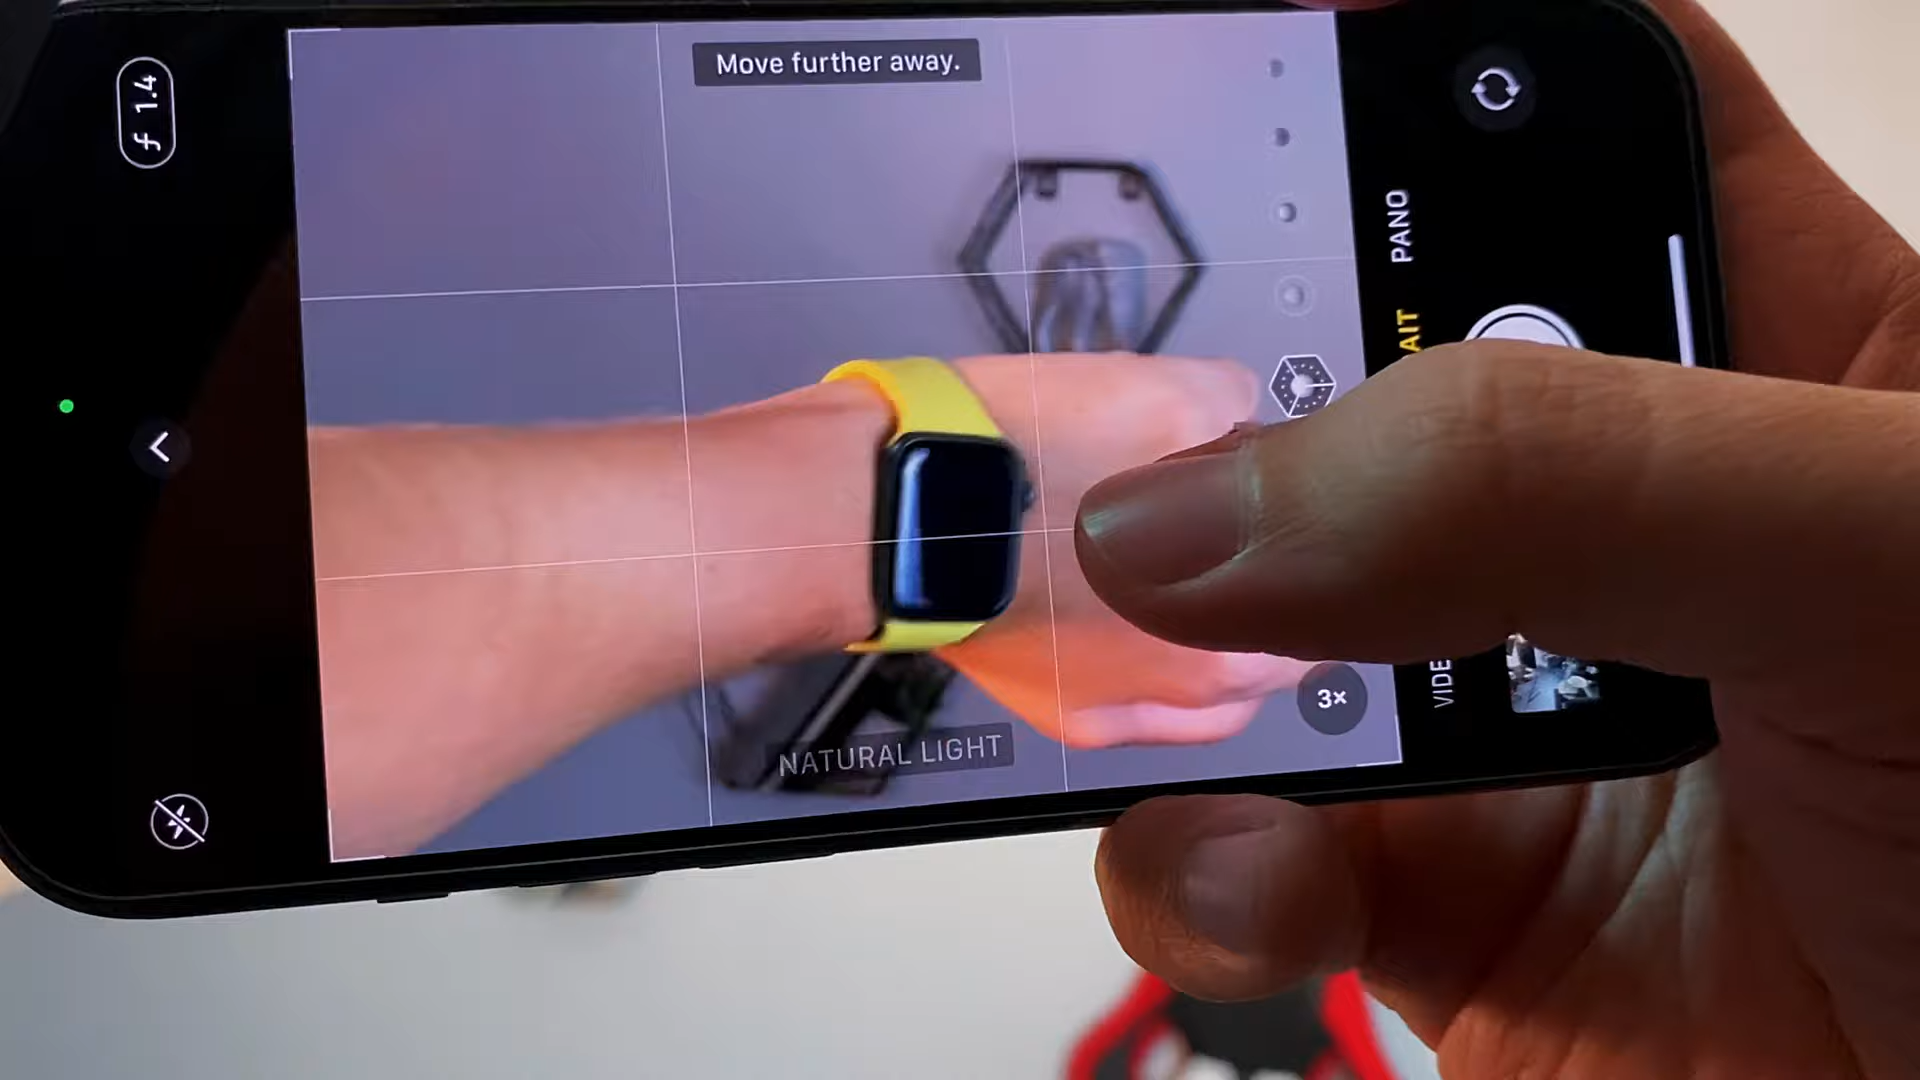 Move further away.
f 1.4
PANO
AIT
VIDE
3×
NATURAL LIGHT